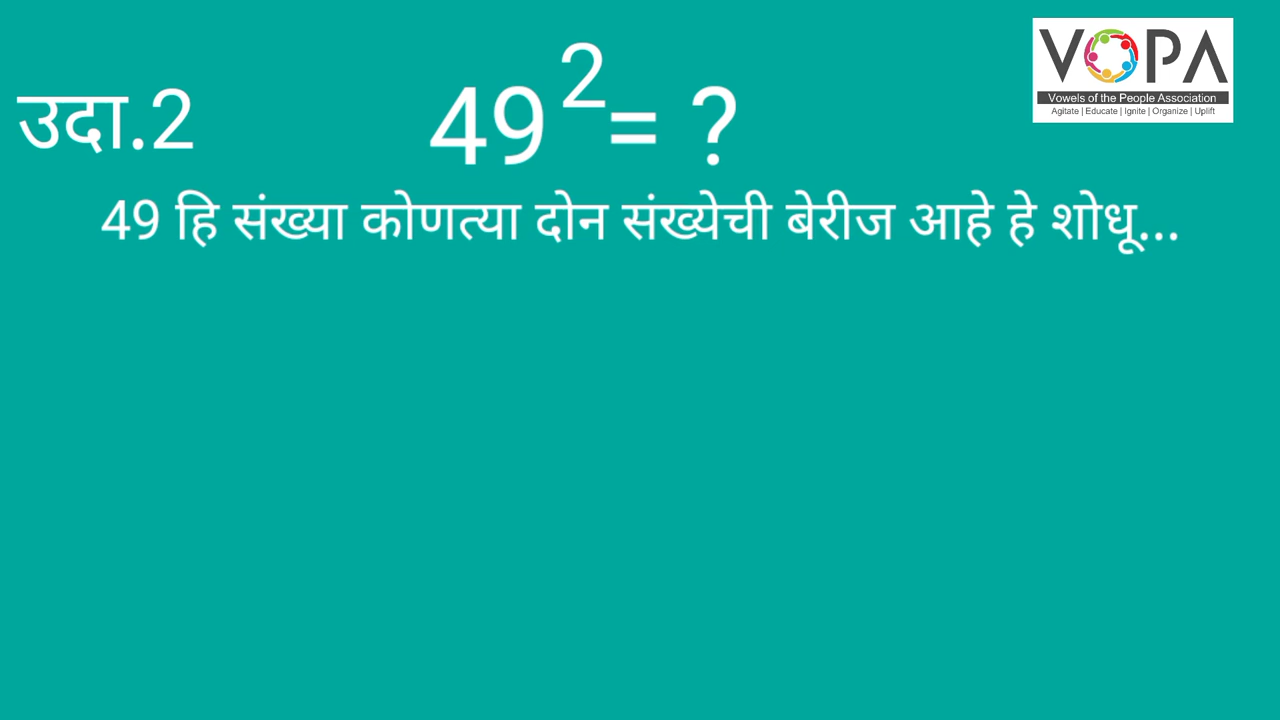 VOPA
Vowels of the People Association
Agitate | Educate | Ignite | Organize | Uplift
उदा.2
49² = ?
49 हि संख्या कोणत्या दोन संख्येची बेरीज आहे हे शोधू...